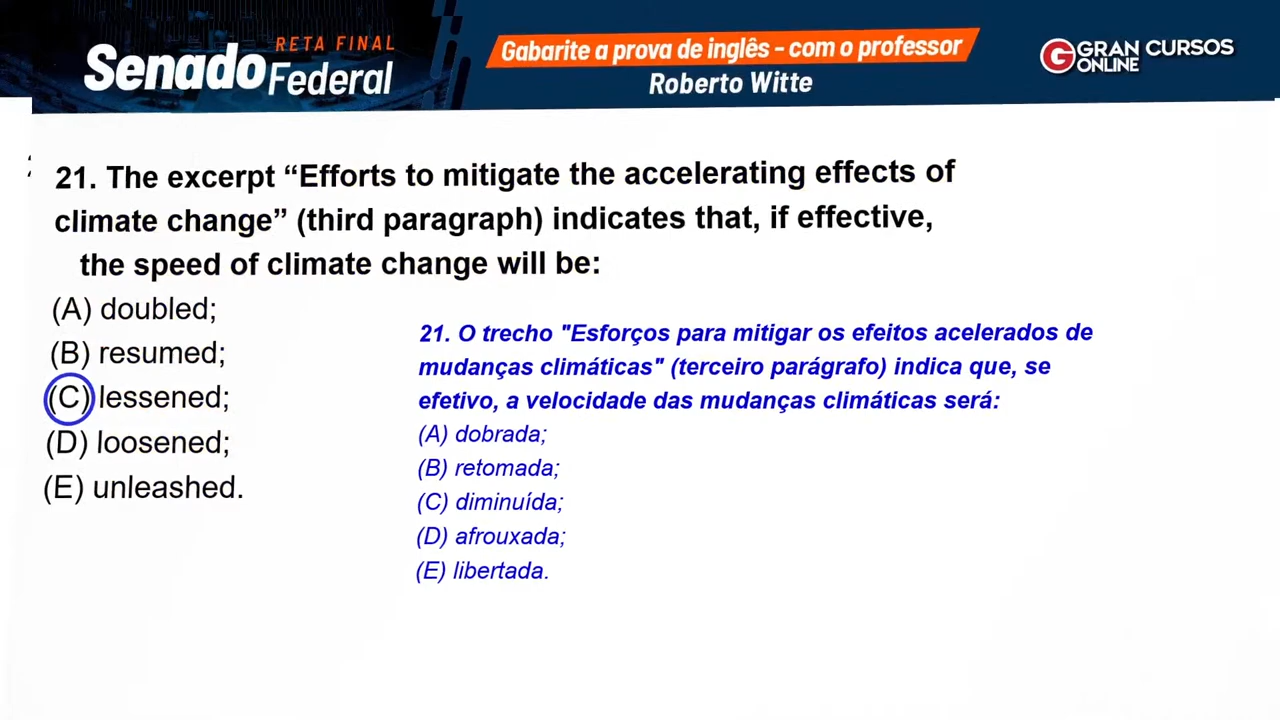 RETA FINAL
Senado Federal
Gabarite a prova de inglês - com o professor
Roberto Witte
G GRAN CURSOS
ONLINE
21. The excerpt “Efforts to mitigate the accelerating effects of
climate change” (third paragraph) indicates that, if effective,
the speed of climate change will be:
(A) doubled;
(B) resumed;
(C) lessened;
(D) loosened;
(E) unleashed.
21. O trecho "Esforços para mitigar os efeitos acelerados de
mudanças climáticas" (terceiro parágrafo) indica que, se
efetivo, a velocidade das mudanças climáticas será:
(A) dobrada;
(B) retomada;
(C) diminuída;
(D) afrouxada;
(E) libertada.